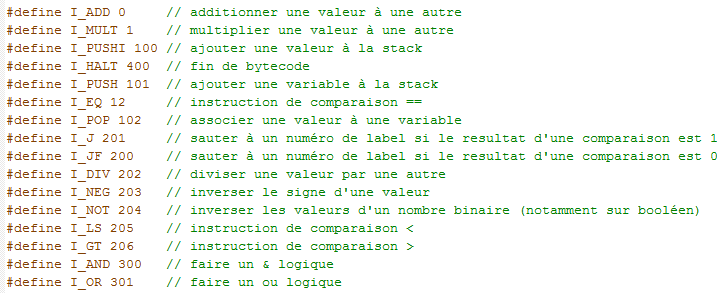 #define I_ADD 0     // additionner une valeur à une autre
#define I_MULT 1    // multiplier une valeur à une autre
#define I_PUSHI 100 // ajouter une valeur à la stack
#define I_HALT 400  // fin de bytecode
#define I_PUSH 101  // ajouter une variable à la stack
#define I_EQ 12     // instruction de comparaison ==
#define I_POP 102   // associer une valeur à une variable
#define I_J 201     // sauter à un numéro de label si le resultat d'une comparaison est 1
#define I_JF 200    // sauter à un numéro de label si le resultat d'une comparaison est 0
#define I_DIV 202   // diviser une valeur par une autre
#define I_NEG 203   // inverser le signe d'une valeur
#define I_NOT 204   // inverser les valeurs d'un nombre binaire (notamment sur booléen)
#define I_LS 205    // instruction de comparaison <
#define I_GT 206    // instruction de comparaison >
#define I_AND 300   // faire un & logique
#define I_OR 301    // faire un ou logique